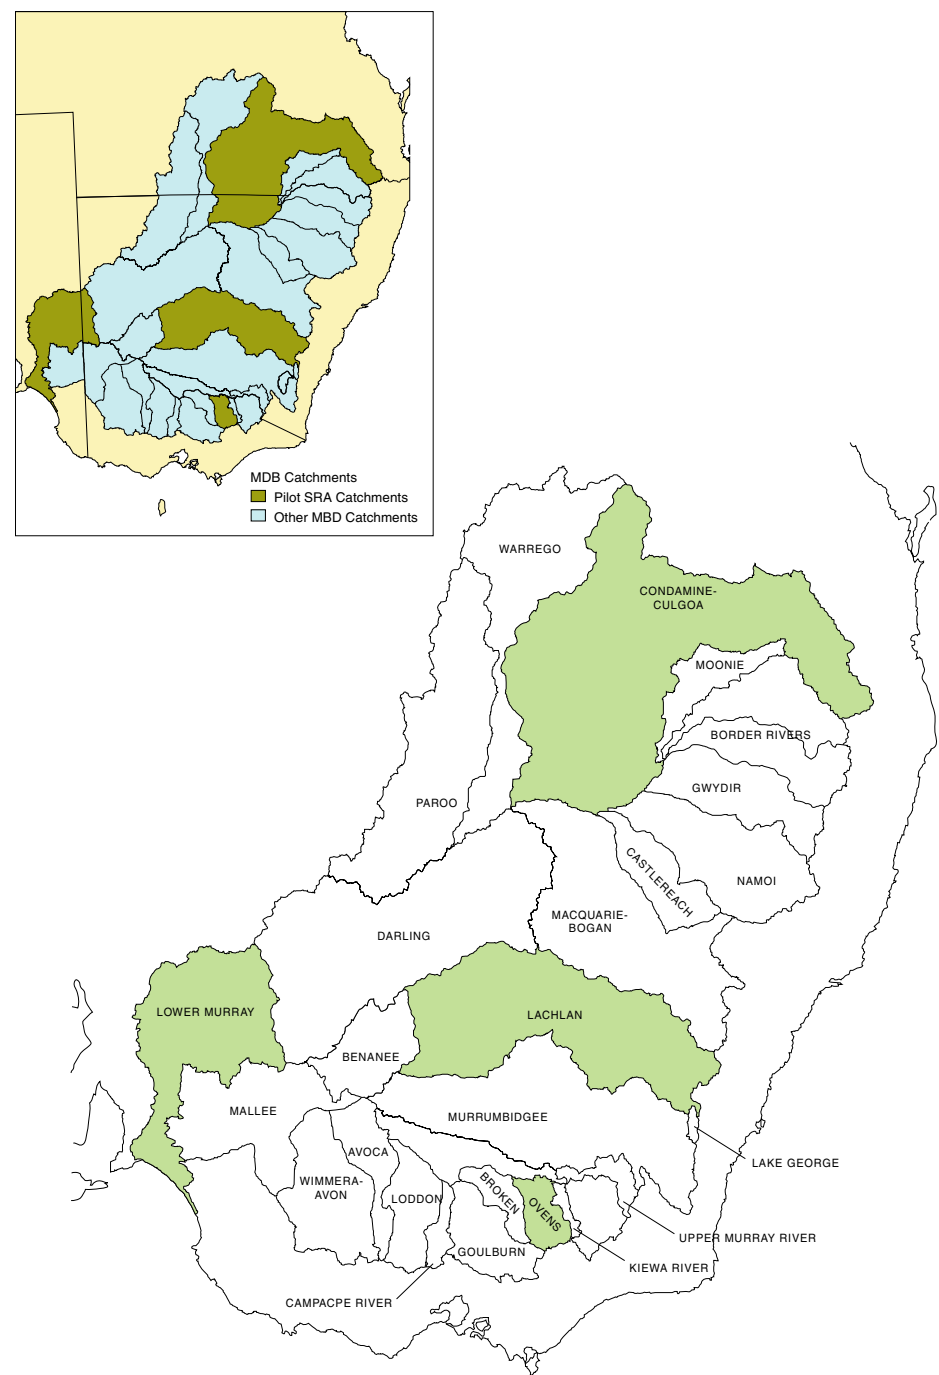 MDB Catchments
Pilot SRA Catchments
Other MBD Catchments
WARREGO
CONDAMINE-
CULGOA
MOONIE
BORDER RIVERS
GWYDIR
PAROO
CASTLEREACH
NAMOI
MACQUARIE-
BOGAN
DARLING
LOWER MURRAY
LACHLAN
BENANEE
MALLEE
MURRUMBIDGEE
AVOCA
LAKE GEORGE
WIMMERA-
AVON
LODDON
BROKEN
OVENS
UPPER MURRAY RIVER
GOULBURN
KIEWA RIVER
CAMPACPE RIVER